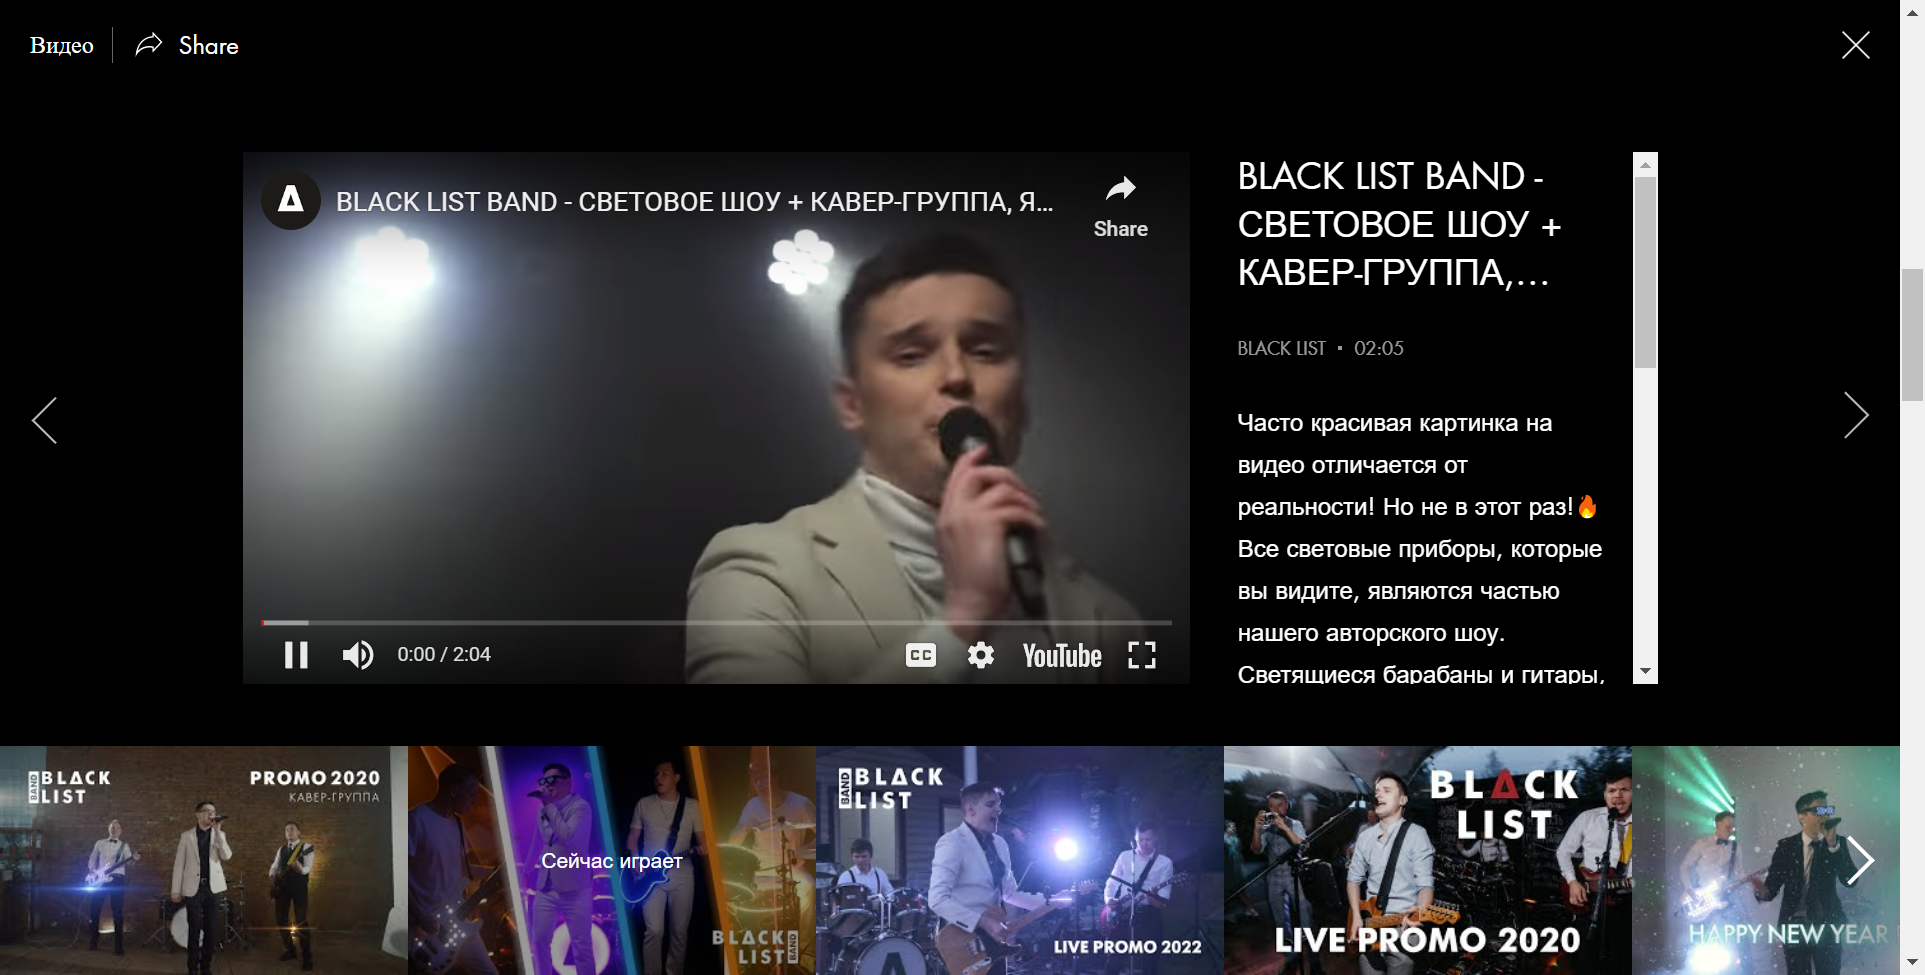 Видео
Share
BLACK LIST BAND - СВЕТОВОЕ ШОУ + КАВЕР-ГРУППА, Я...
Share
0:00 / 2:04
CC
YouTube
BLACK LIST BAND -
СВЕТОВОЕ ШОУ +
КАВЕР-ГРУППА,...
BLACK LIST • 02:05
Часто красивая картинка на
видео отличается от
реальности! Но не в этот раз!🔥
Все световые приборы, которые
вы видите, являются частью
нашего авторского шоу.
Светящиеся барабаны и гитары,
BLACK
LIST
BAND
PROMO 2020
КАВЕР-ГРУППА
Сейчас играет
BLACK
LIST
BAND
BAND
BLACK
LIST
LIVE PROMO 2022
BLACK
LIST
LIVE PROMO 2020
HAPPY NEW YEAR